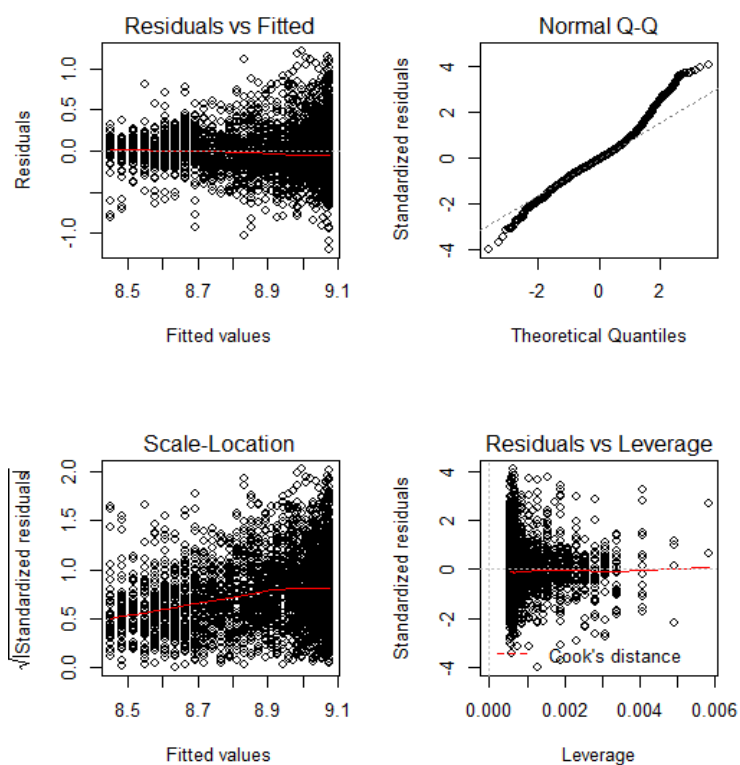 Residuals vs Fitted
Residuals
1.0
0.5
0.0
-1.0
8.5 8.7 8.9 9.1
Fitted values
Normal Q-Q
Standardized residuals
4
2
0
-2
-4
-2 0 2
Theoretical Quantiles
Scale-Location
√|Standardized residuals|
2.0
1.5
1.0
0.5
0.0
8.5 8.7 8.9 9.1
Fitted values
Residuals vs Leverage
Standardized residuals
4
2
0
-2
-4
Cook's distance
0.000 0.002 0.004 0.006
Leverage